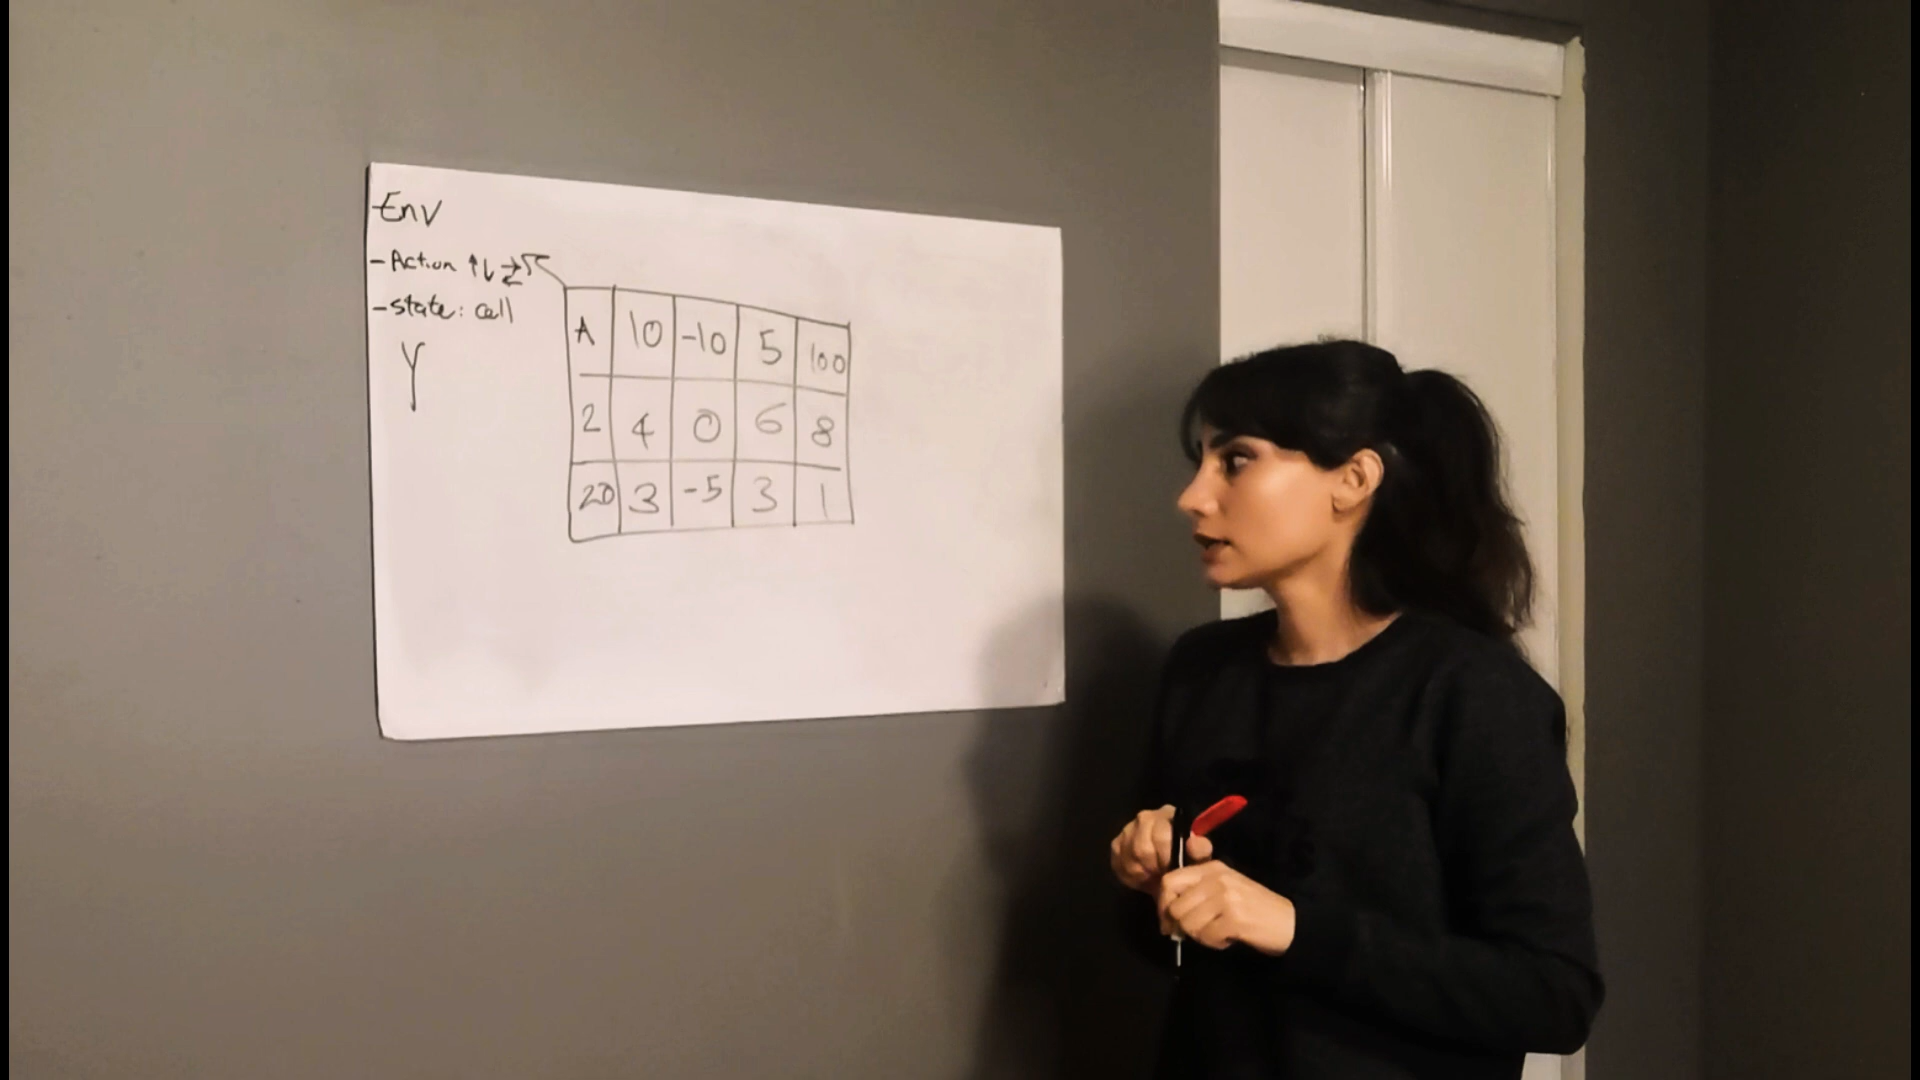 Env
- Action ↑↓ ⇄
- state: cell
γ
A 10 -10 5 100
2 4 0 6 8
20 3 -5 3 1